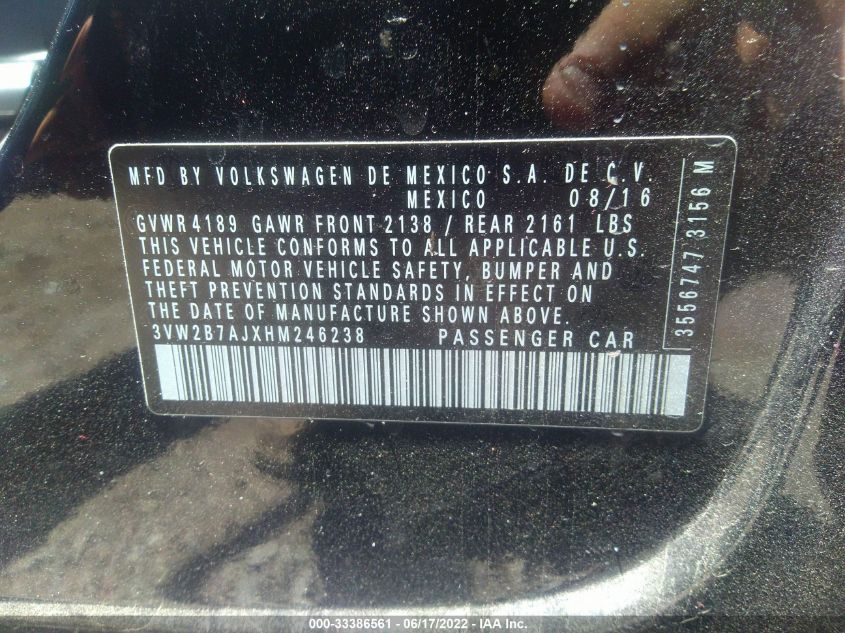 MFD BY VOLKSWAGEN DE MEXICO S.A. DE C.V.
MEXICO 08/16
GVWR 4189 GAWR FRONT 2138 / REAR 2161 LBS
THIS VEHICLE CONFORMS TO ALL APPLICABLE U.S.
FEDERAL MOTOR VEHICLE SAFETY, BUMPER AND
THEFT PREVENTION STANDARDS IN EFFECT ON
THE DATE OF MANUFACTURE SHOWN ABOVE.
3VW2B7AJXHM246238 PASSENGER CAR
3556747 3156 M
000-33386561 - 06/17/2022 - IAA Inc.